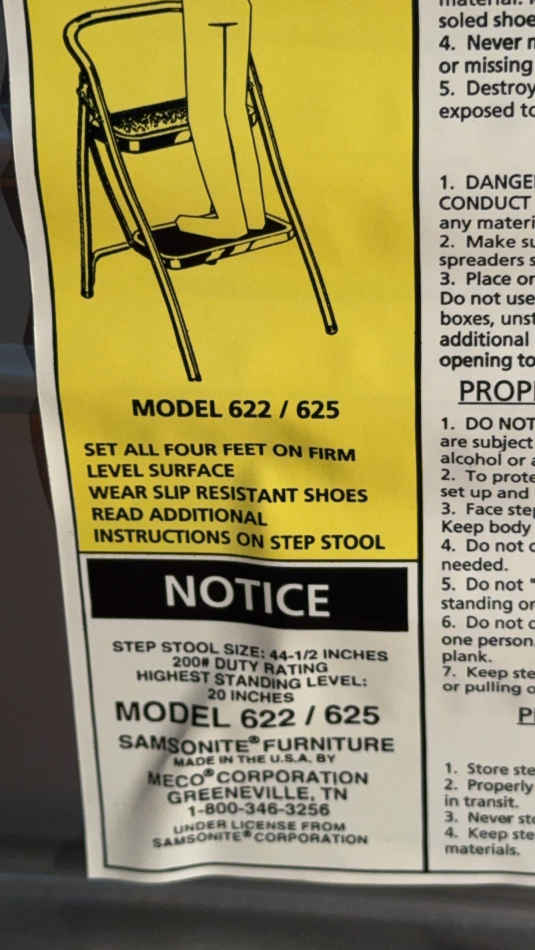 MODEL 622 / 625
SET ALL FOUR FEET ON FIRM
LEVEL SURFACE
WEAR SLIP RESISTANT SHOES
READ ADDITIONAL
INSTRUCTIONS ON STEP STOOL
NOTICE
STEP STOOL SIZE: 44-1/2 INCHES
200# DUTY RATING
HIGHEST STANDING LEVEL:
20 INCHES
MODEL 622 / 625
SAMSONITE® FURNITURE
MADE IN THE U.S.A. BY
MECO® CORPORATION
GREENEVILLE, TN
1-800-346-3256
UNDER LICENSE FROM
SAMSONITE® CORPORATION
soled shoe
4. Never
or missing
5. Destroy
exposed to
1. DANGE
CONDUCT
any materi
2. Make su
spreaders s
3. Place or
Do not use
boxes, unst
additional
opening to
PROP
1. DO NOT
are subject
alcohol or a
2. To prote
set up and
3. Face step
Keep body
4. Do not
needed.
5. Do not "
standing or
6. Do not
one person
plank.
7. Keep ste
or pulling
P
1. Store ste
2. Properly
in transit.
3. Never st
4. Keep ste
materials.